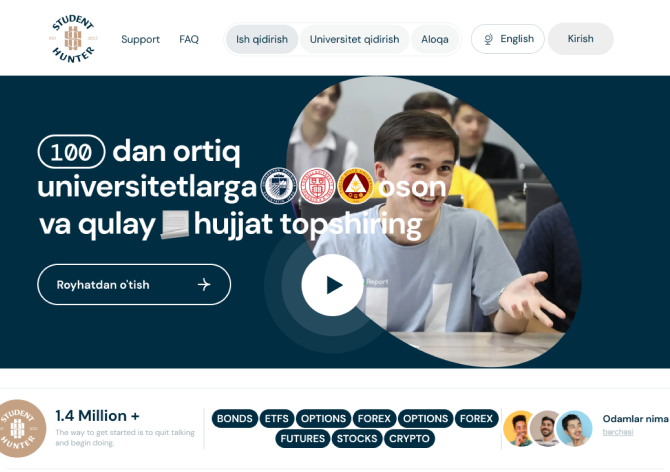 STUDENT
HUNTER
Support
FAQ
Ish qidirish
Universitet qidirish
Aloqa
English
Kirish
100 dan ortiq
universitetlarga oson
va qulay hujjat topshiring
Royhatdan o'tish
Report
STUDENT
HUNTER
1.4 Million +
The way to get started is to quit talking
and begin doing.
BONDS ETFS OPTIONS FOREX OPTIONS FOREX
FUTURES STOCKS CRYPTO
Odamlar nima
barchasi